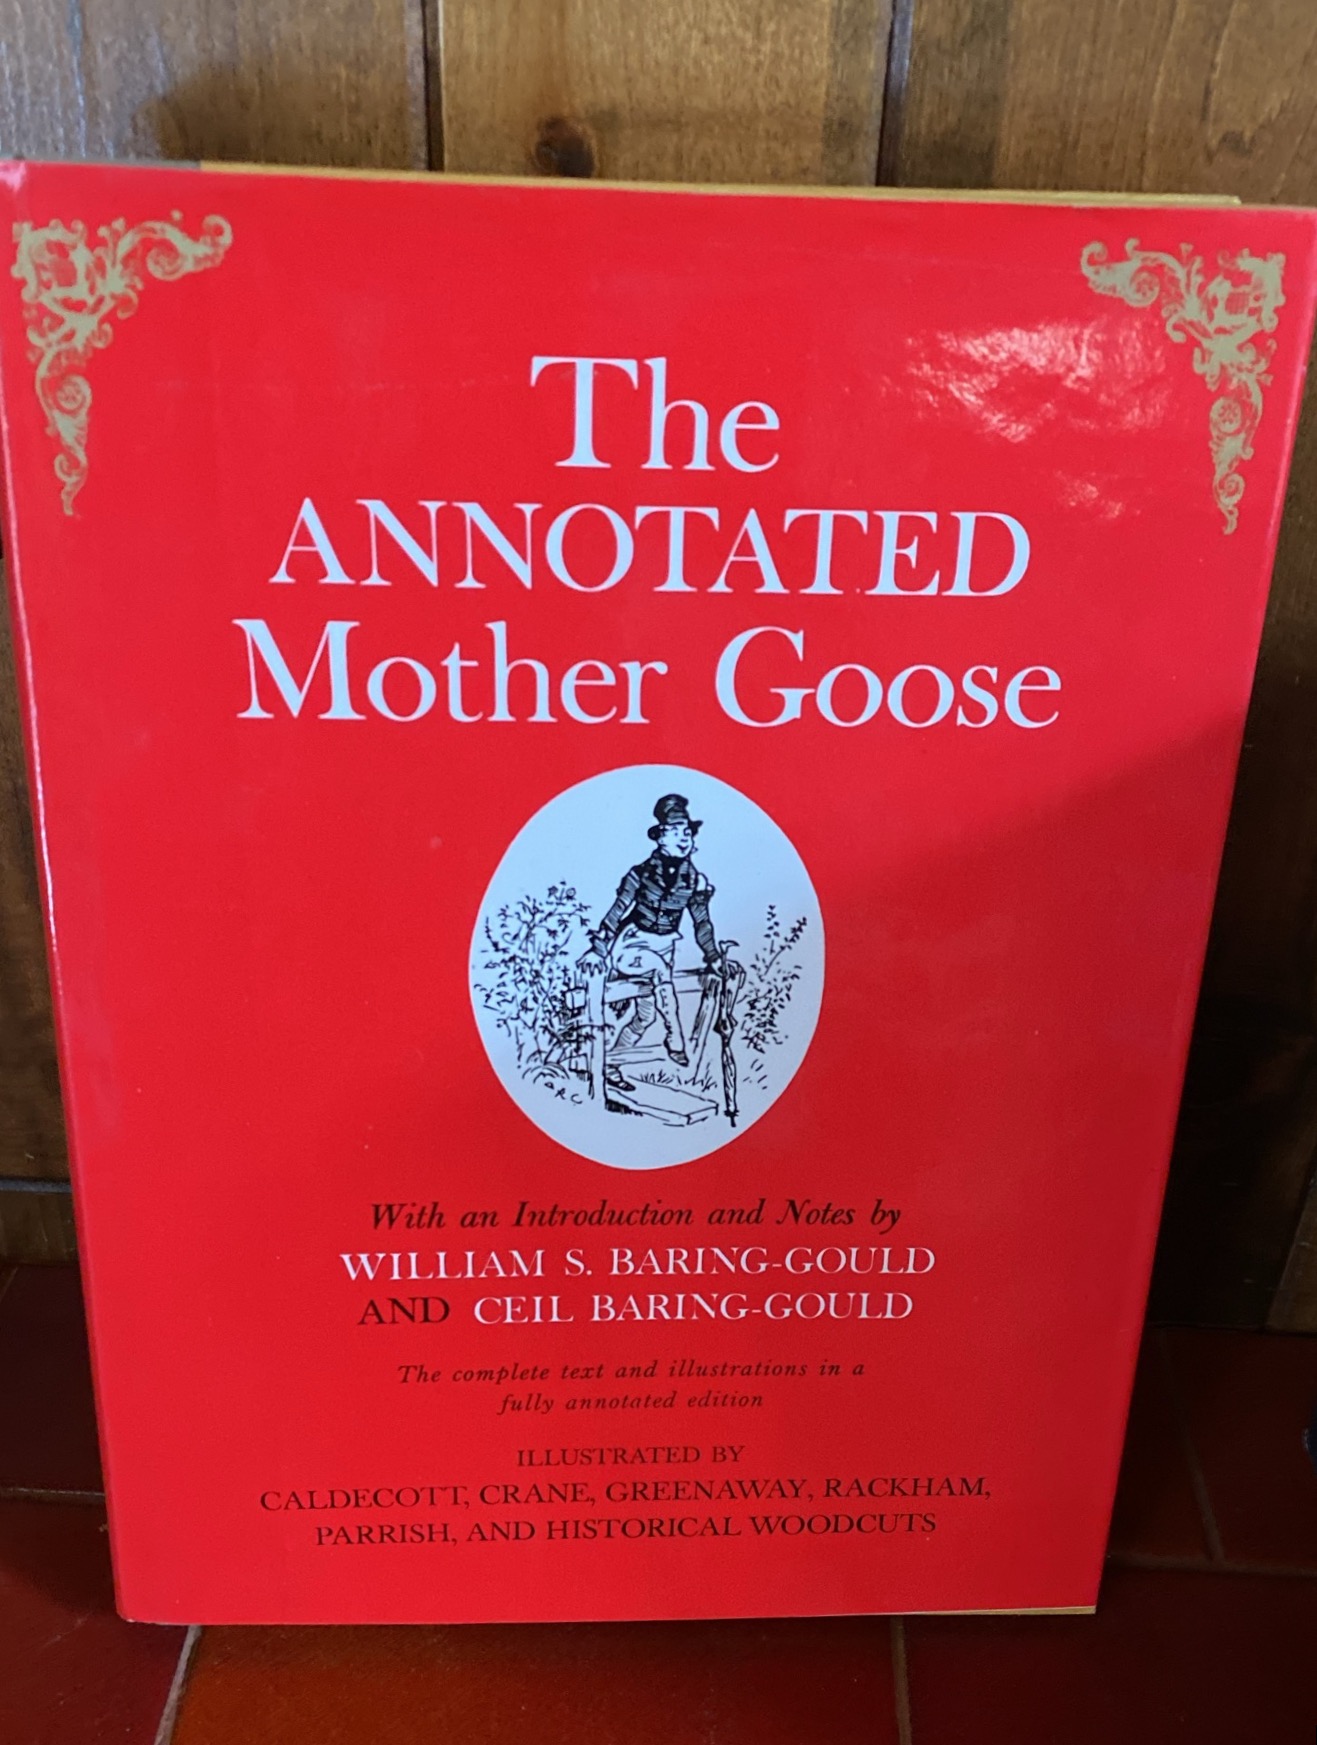 The
ANNOTATED
Mother Goose
R C
With an Introduction and Notes by
WILLIAM S. BARING-GOULD
AND CEIL BARING-GOULD
The complete text and illustrations in a
fully annotated edition
ILLUSTRATED BY
CALDECOTT, CRANE, GREENAWAY, RACKHAM,
PARRISH, AND HISTORICAL WOODCUTS